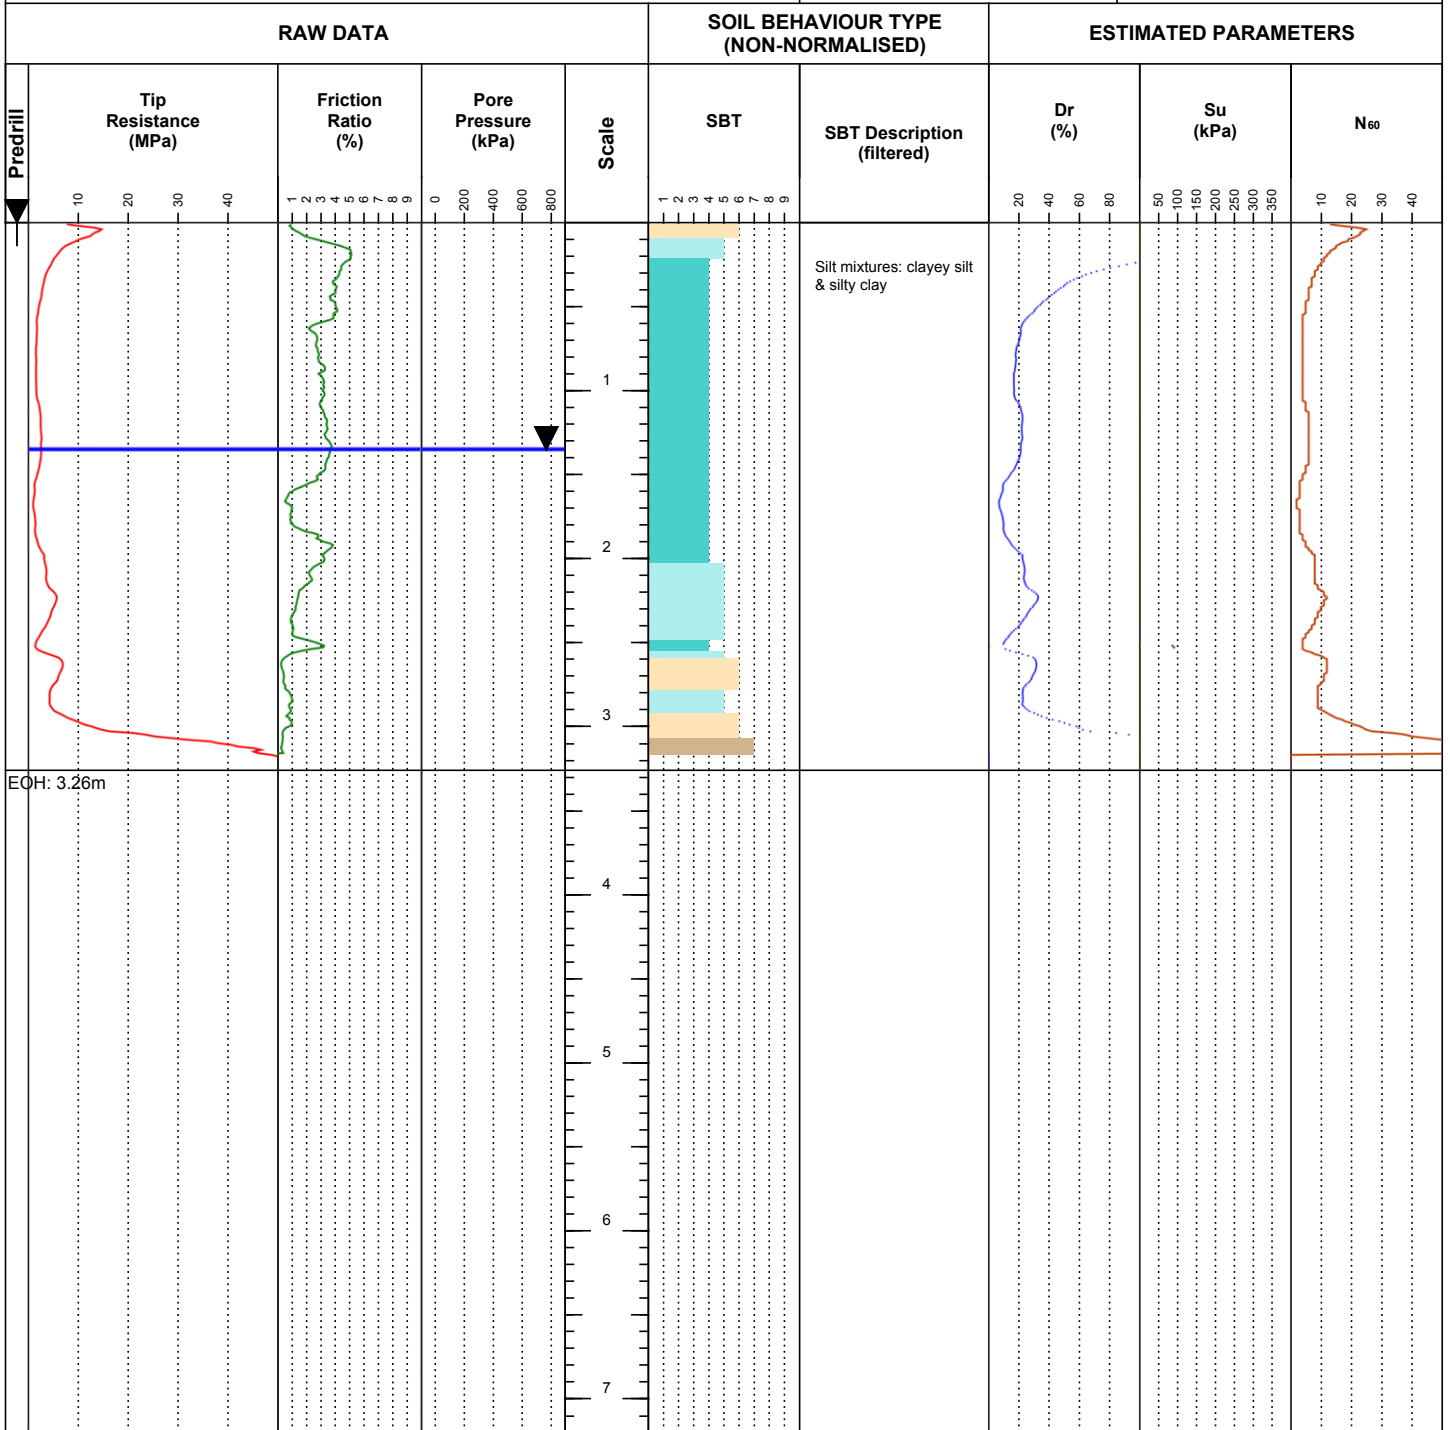 RAW DATA
SOIL BEHAVIOUR TYPE
(NON-NORMALISED)
ESTIMATED PARAMETERS
Predrill
Tip
Resistance
(MPa)
Friction
Ratio
(%)
Pore
Pressure
(kPa)
Scale
SBT
SBT Description
(filtered)
Dr
(%)
Su
(kPa)
N60
10 20 30 40
1 2 3 4 5 6 7 8 9
0 200 400 600 800
1 2 3 4 5 6 7 8 9
20 40 60 80
50 100 150 200 250 300 350
10 20 30 40
Silt mixtures: clayey silt
& silty clay
1
2
3
EOH: 3.26m
4
5
6
7